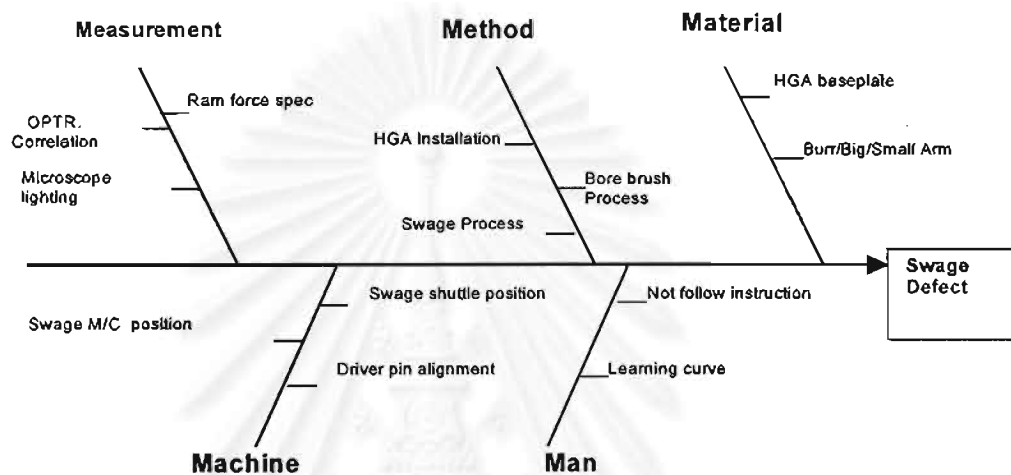 Measurement
Method
Material
Ram force spec
OPTR.
Correlation
Microscope
lighting
HGA Installation
Bore brush
Process
Swage Process
HGA baseplate
Burr/Big/Small Arm
Swage
Defect
Swage M/C position
Swage shuttle position
Driver pin alignment
Not follow instruction
Learning curve
Machine
Man